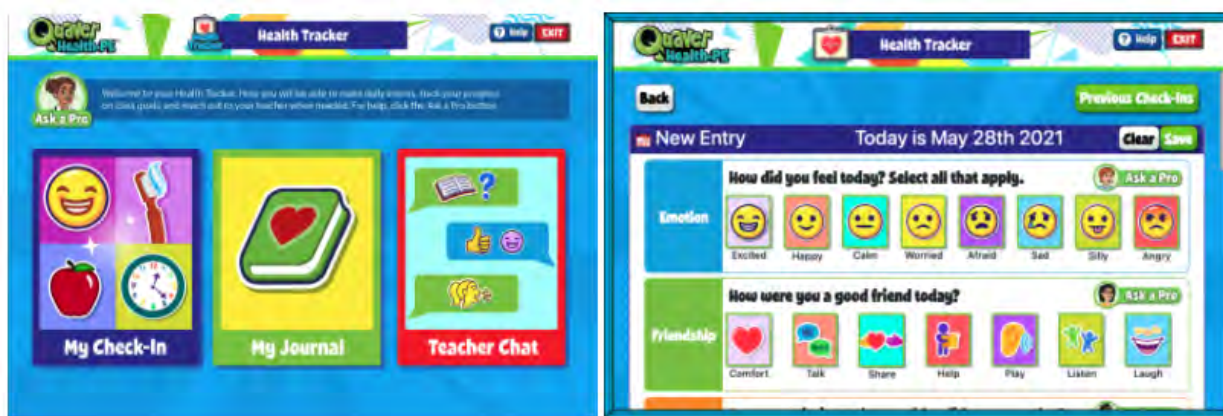 Quaver
Health•PE
Tracker
Health Tracker
? Help
EXIT
Welcome to your Health Tracker. Here you will be able to make daily entries, track your progress
on class goals, and reach out to your teacher when needed. For help, click the Ask a Pro button.
Ask a Pro
My Check-In
My Journal
Teacher Chat
Quaver
Health•PE
Health Tracker
? Help
EXIT
Back
Previous Check-Ins
New Entry
Today is May 28th 2021
Clear
Save
Emotion
How did you feel today? Select all that apply.
Ask a Pro
Excited
Happy
Calm
Worried
Afraid
Sad
Silly
Angry
Friendship
How were you a good friend today?
Ask a Pro
Comfort
Talk
Share
Help
Play
Listen
Laugh